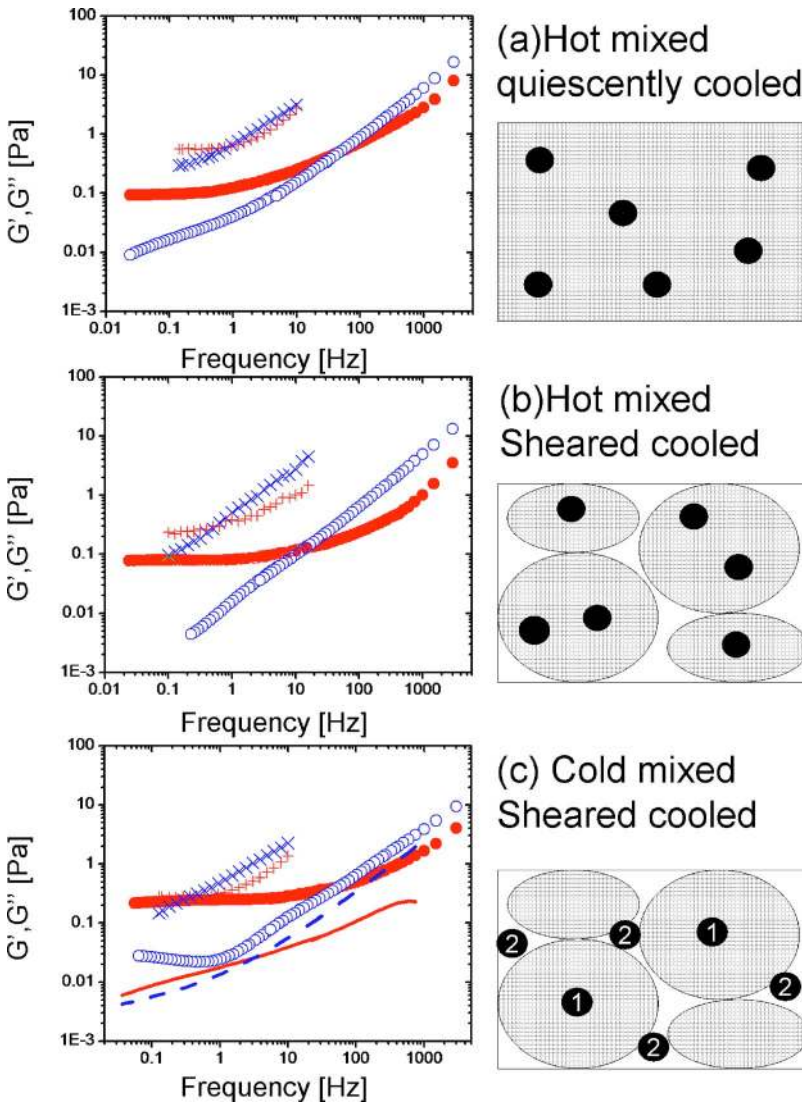 100
10
1
0.1
0.01
1E-3
G',G'' [Pa]
0.01 0.1 1 10 100 1000
Frequency [Hz]
(a)Hot mixed
quiescently cooled
100
10
1
0.1
0.01
1E-3
G',G'' [Pa]
0.01 0.1 1 10 100 1000
Frequency [Hz]
(b)Hot mixed
Sheared cooled
100
10
1
0.1
0.01
1E-3
G',G'' [Pa]
0.1 1 10 100 1000
Frequency [Hz]
(c) Cold mixed
Sheared cooled
2 2 1
2
1
2